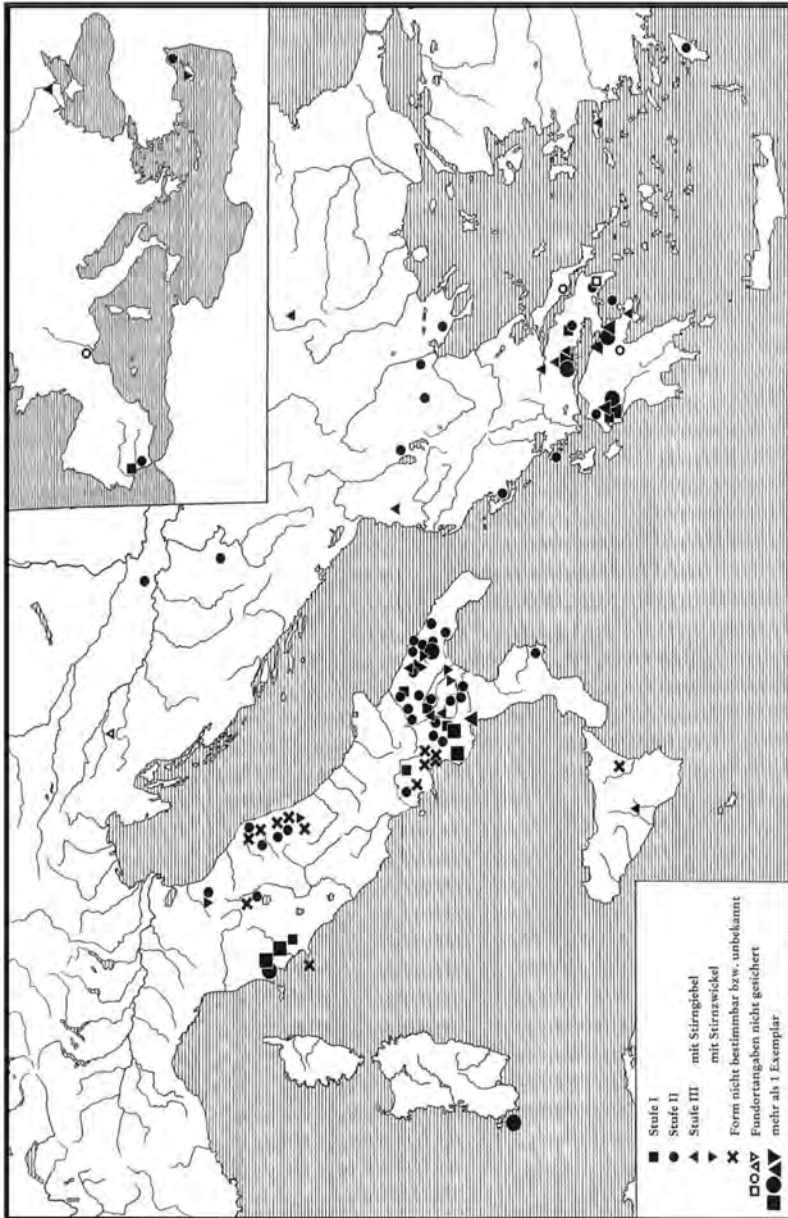 ■ Stufe I
● Stufe II
▲ Stufe III mit Stirngiebel
▼ mit Stirnzwickel
✖ Form nicht bestimmbar bzw. unbekannt
□○△▽ Fundortangaben nicht gesichert
■●▲▼ mehr als 1 Exemplar